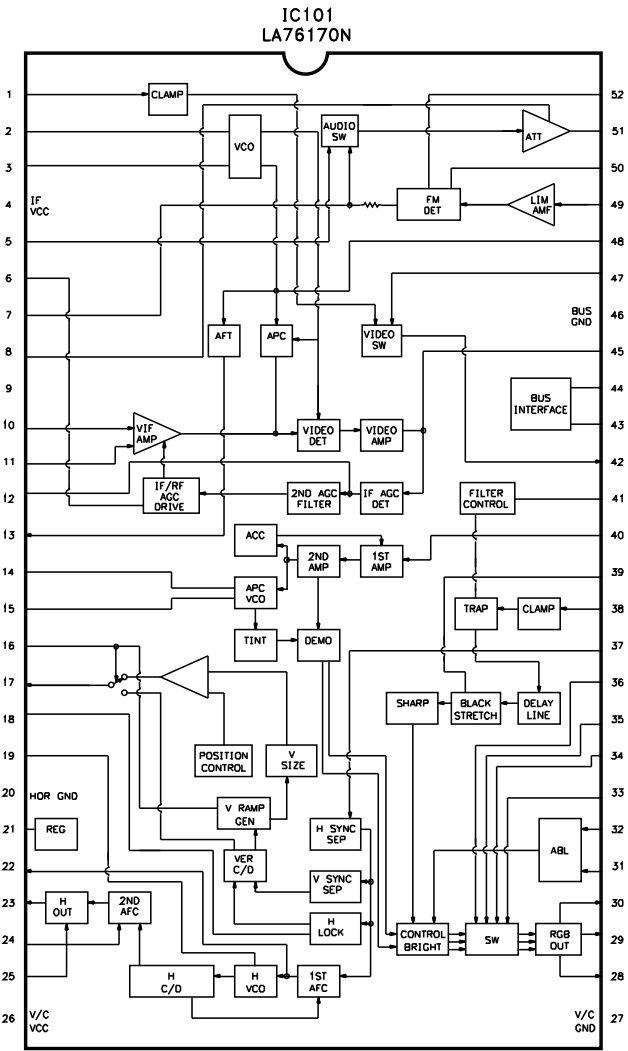 IC101
LA76170N
1
2
3
4
5
6
7
8
9
10
11
12
13
14
15
16
17
18
19
20
21
22
23
24
25
26
52
51
50
49
48
47
46
45
44
43
42
41
40
39
38
37
36
35
34
33
32
31
30
29
28
27
CLAMP
VCO
AUDIO
SW
ATT
IF
VCC
FM
DET
LIM
AMF
BUS
GND
AFT
APC
VIDEO
SW
BUS
INTERFACE
VIF
AMP
VIDEO
DET
VIDEO
AMP
IF/RF
AGC
DRIVE
2ND AGC
FILTER
IF AGC
DET
FILTER
CONTROL
ACC
2ND
AMP
1ST
AMP
APC
VCO
TRAP
CLAMP
TINT
DEMO
SHARP
BLACK
STRETCH
DELAY
LINE
POSITION
CONTROL
V
SIZE
HOR GND
REG
V RAMP
GEN
H SYNC
SEP
ABL
VER
C/D
V SYNC
SEP
H
OUT
2ND
AFC
H
LOCK
CONTROL
BRIGHT
SW
RGB
OUT
H
C/D
H
VCO
1ST
AFC
V/C
VCC
V/C
GND